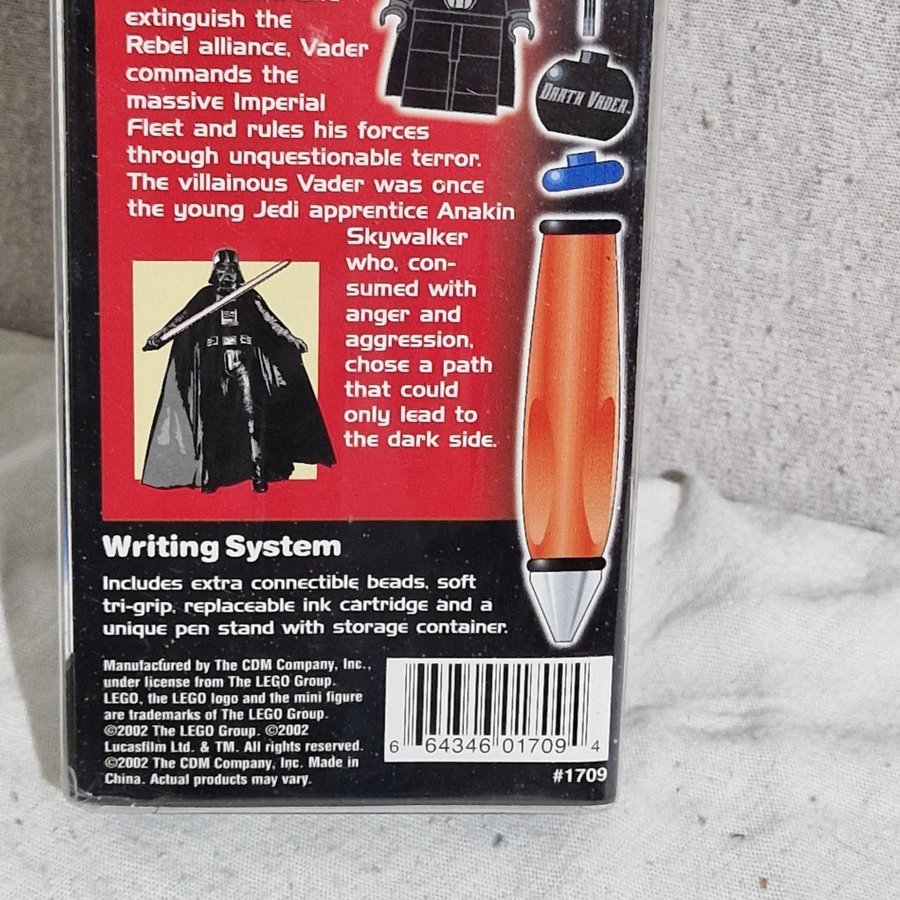 extinguish the
Rebel alliance, Vader
commands the
massive Imperial
Fleet and rules his forces
through unquestionable terror.
The villainous Vader was once
the young Jedi apprentice Anakin
Skywalker
who, con-
sumed with
anger and
aggression,
chose a path
that could
only lead to
the dark side.
DARTH VADER™
Writing System
Includes extra connectible beads, soft
tri-grip, replaceable ink cartridge and a
unique pen stand with storage container.
Manufactured by The CDM Company, Inc.,
under license from The LEGO Group.
LEGO, the LEGO logo and the mini figure
are trademarks of The LEGO Group.
©2002 The LEGO Group. ©2002
Lucasfilm Ltd. & TM. All rights reserved.
©2002 The CDM Company, Inc. Made in
China. Actual products may vary.
6 64346 01709 4
#1709